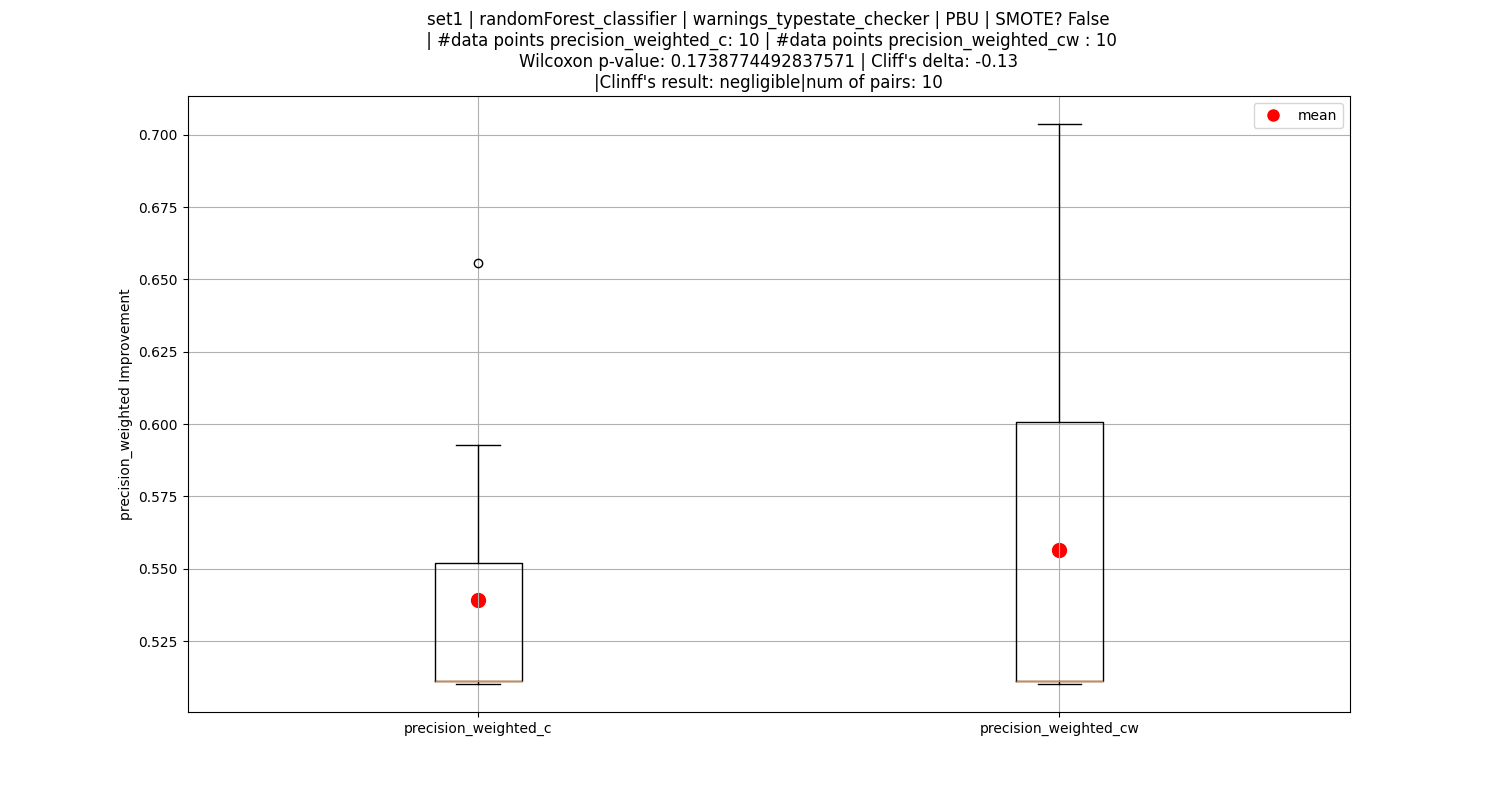 set1 | randomForest_classifier | warnings_typestate_checker | PBU | SMOTE? False
| #data points precision_weighted_c: 10 | #data points precision_weighted_cw : 10
Wilcoxon p-value: 0.1738774492837571 | Cliff's delta: -0.13
|Clinff's result: negligible|num of pairs: 10
mean
0.700
0.675
0.650
0.625
0.600
0.575
0.550
0.525
precision_weighted Improvement
precision_weighted_c
precision_weighted_cw